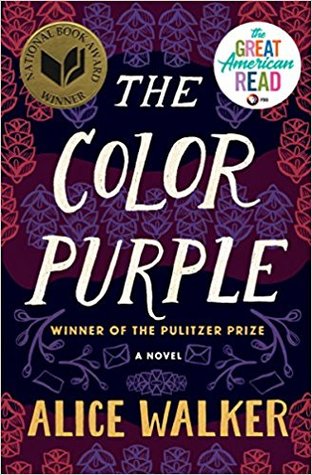 NATIONAL BOOK AWARD
WINNER
the
GREAT
American
READ
PBS
THE
COLOR
PURPLE
WINNER OF THE PULITZER PRIZE
A NOVEL
ALICE WALKER